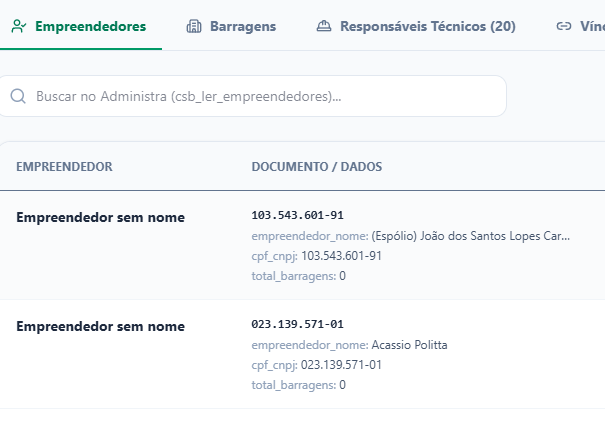 Empreendedores Barragens Responsáveis Técnicos (20) Vínc
Buscar no Administra (csb_ler_empreendedores)...
EMPREENDEDOR DOCUMENTO / DADOS
Empreendedor sem nome 103.543.601-91
empreendedor_nome: (Espólio) João dos Santos Lopes Car...
cpf_cnpj: 103.543.601-91
total_barragens: 0
Empreendedor sem nome 023.139.571-01
empreendedor_nome: Acassio Politta
cpf_cnpj: 023.139.571-01
total_barragens: 0